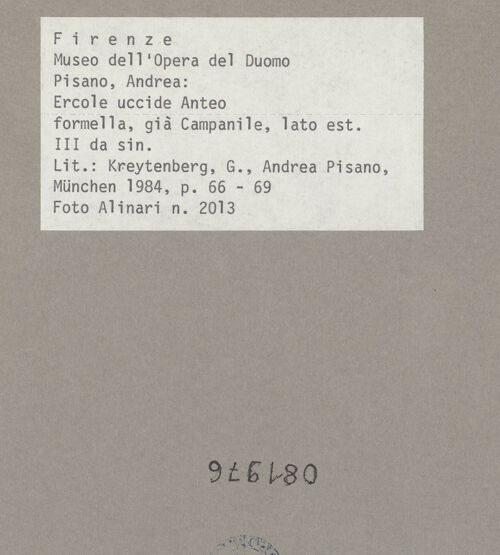 Firenze
Museo dell'Opera del Duomo
Pisano, Andrea:
Ercole uccide Anteo
formella, già Campanile, lato est.
III da sin.
Lit.: Kreytenberg, G., Andrea Pisano,
München 1984, p. 66 - 69
Foto Alinari n. 2013
081976